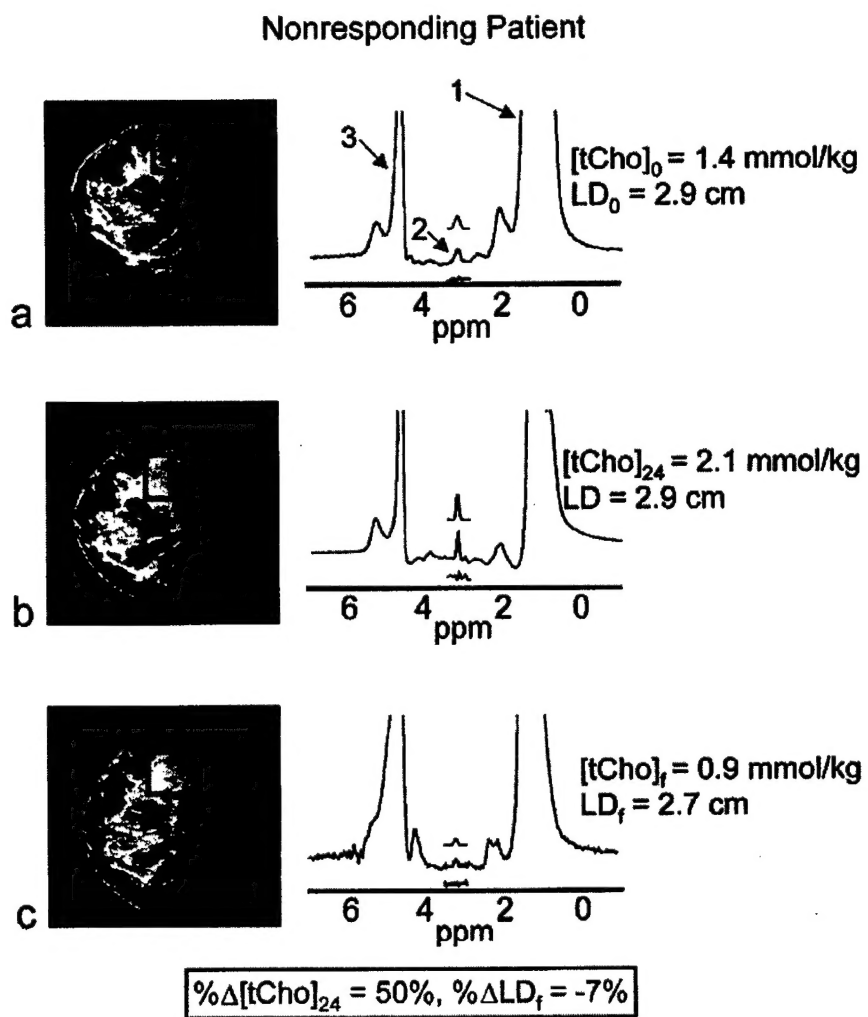 Nonresponding Patient
1
3
2
[tCho]₀ = 1.4 mmol/kg
LD₀ = 2.9 cm
6 4 2 0
ppm
a
[tCho]₂₄ = 2.1 mmol/kg
LD = 2.9 cm
6 4 2 0
ppm
b
[tCho]f = 0.9 mmol/kg
LDf = 2.7 cm
6 4 2 0
ppm
c
%Δ[tCho]₂₄ = 50%, %ΔLDf = -7%